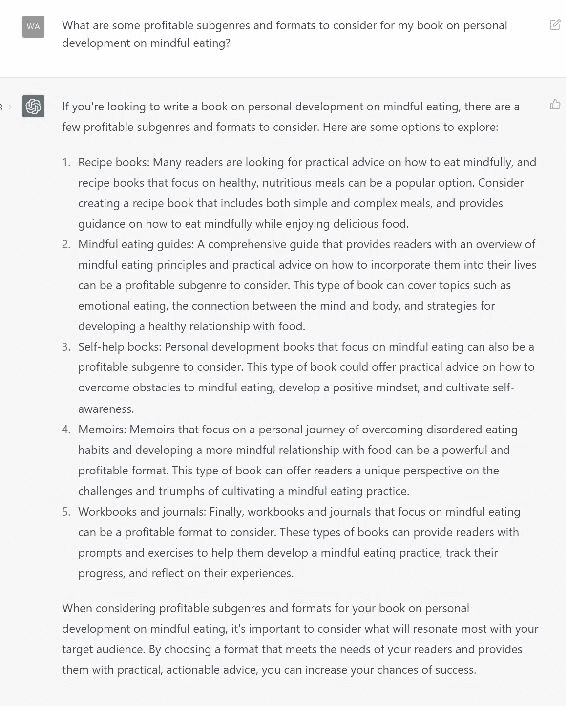 WA
What are some profitable subgenres and formats to consider for my book on personal
development on mindful eating?
If you're looking to write a book on personal development on mindful eating, there are a
few profitable subgenres and formats to consider. Here are some options to explore:
1. Recipe books: Many readers are looking for practical advice on how to eat mindfully, and
recipe books that focus on healthy, nutritious meals can be a popular option. Consider
creating a recipe book that includes both simple and complex meals, and provides
guidance on how to eat mindfully while enjoying delicious food.
2. Mindful eating guides: A comprehensive guide that provides readers with an overview of
mindful eating principles and practical advice on how to incorporate them into their lives
can be a profitable subgenre to consider. This type of book can cover topics such as
emotional eating, the connection between the mind and body, and strategies for
developing a healthy relationship with food.
3. Self-help books: Personal development books that focus on mindful eating can also be a
profitable subgenre to consider. This type of book could offer practical advice on how to
overcome obstacles to mindful eating, develop a positive mindset, and cultivate self-
awareness.
4. Memoirs: Memoirs that focus on a personal journey of overcoming disordered eating
habits and developing a more mindful relationship with food can be a powerful and
profitable format. This type of book can offer readers a unique perspective on the
challenges and triumphs of cultivating a mindful eating practice.
5. Workbooks and journals: Finally, workbooks and journals that focus on mindful eating
can be a profitable format to consider. These types of books can provide readers with
prompts and exercises to help them develop a mindful eating practice, track their
progress, and reflect on their experiences.
When considering profitable subgenres and formats for your book on personal
development on mindful eating, it's important to consider what will resonate most with your
target audience. By choosing a format that meets the needs of your readers and provides
them with practical, actionable advice, you can increase your chances of success.